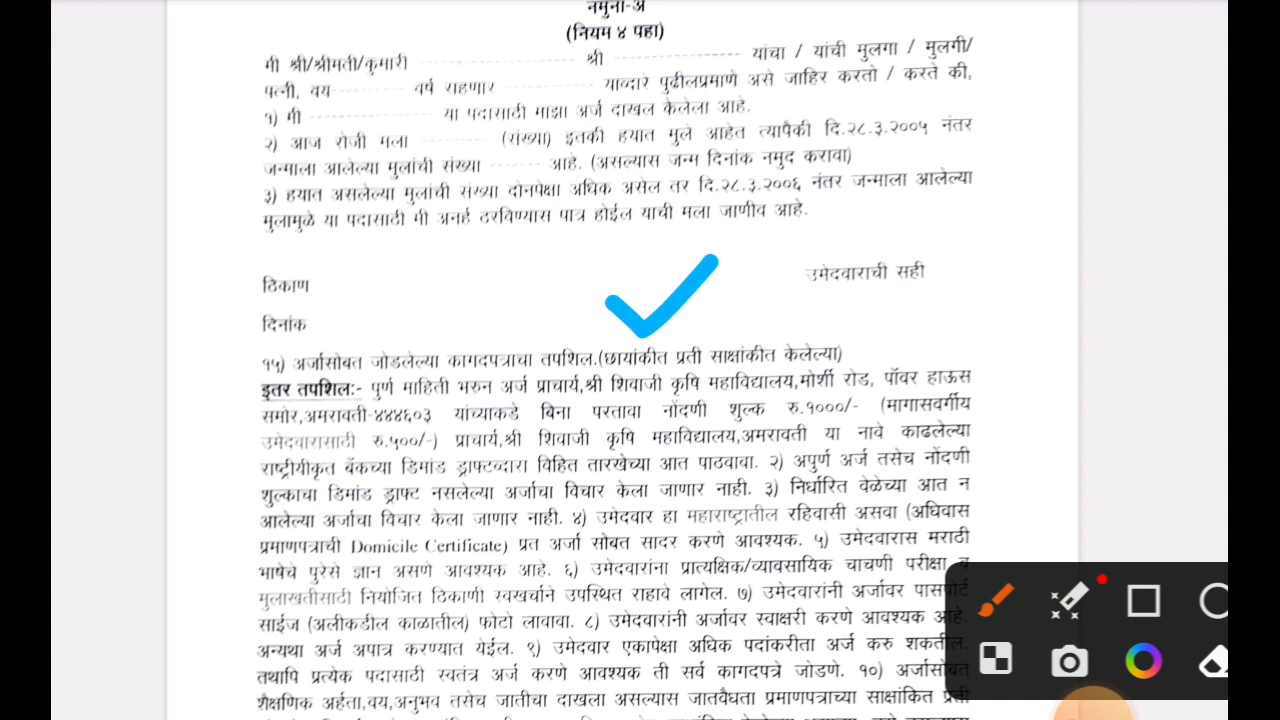 नमुना-अ
(नियम ४ पहा)
मी श्री/श्रीमती/कुमारी ---------------------- श्री ------------------ यांचा / यांची मुलगा / मुलगी/
पत्नी, वय---------- वर्ष राहणार ------------ याव्दारे पुढीलप्रमाणे असे जाहिर करतो / करते की,
१) मी -------------------- या पदासाठी माझा अर्ज दाखल केलेला आहे.
२) आज रोजी मला --------- (संख्या) इतकी हयात मुले आहेत त्यापैकी दि.२८.३.२००५ नंतर
जन्माला आलेल्या मुलांची संख्या ------- आहे. (असल्यास जन्म दिनांक नमुद करावा)
३) हयात असलेल्या मुलांची संख्या दोनपेक्षा अधिक असेल तर दि.२८.३.२००६ नंतर जन्माला आलेल्या
मुलामुळे या पदासाठी मी अनर्ह ठरविण्यास पात्र होईल याची मला जाणीव आहे.
ठिकाण उमेदवाराची सही
दिनांक
१५) अर्जासोबत जोडलेल्या कागदपत्राचा तपशिल.(छायांकीत प्रती साक्षांकीत केलेल्या)
इतर तपशिल:- पुर्ण माहिती भरुन अर्ज प्राचार्य,श्री शिवाजी कृषि महाविद्यालय,मोर्शी रोड, पॉवर हाऊस
समोर,अमरावती-४४४६०३ यांच्याकडे बिना परतावा नोंदणी शुल्क रु.१०००/- (मागासवर्गीय
उमेदवारासाठी रु.५००/-) प्राचार्य,श्री शिवाजी कृषि महाविद्यालय,अमरावती या नावे काढलेल्या
राष्ट्रीयीकृत बँकच्या डिमांड ड्राफ्टव्दारा विहित तारखेच्या आत पाठवावा. २) अपुर्ण अर्ज तसेच नोंदणी
शुल्काचा डिमांड ड्राफ्ट नसलेल्या अर्जाचा विचार केला जाणार नाही. ३) निर्धारित वेळेच्या आत न
आलेल्या अर्जाचा विचार केला जाणार नाही. ४) उमेदवार हा महाराष्ट्रातील रहिवासी असवा (अधिवास
प्रमाणपत्राची Domicile Certificate) प्रत अर्जा सोबत सादर करणे आवश्यक. ५) उमेदवारास मराठी
भाषेचे पुरेसे ज्ञान असणे आवश्यक आहे. ६) उमेदवारांना प्रात्यक्षिक/व्यावसायिक चाचणी परीक्षा व
मुलाखतीसाठी नियोजित ठिकाणी स्वखर्चाने उपस्थित राहावे लागेल. ७) उमेदवारांनी अर्जावर पासपोर्ट
साईज (अलीकडील काळातील) फोटो लावावा. ८) उमेदवारांनी अर्जावर स्वाक्षरी करणे आवश्यक आहे.
अन्यथा अर्ज अपात्र करण्यात येईल. ९) उमेदवार एकापेक्षा अधिक पदांकरीता अर्ज करु शकतील.
तथापि प्रत्येक पदासाठी स्वतंत्र अर्ज करणे आवश्यक ती सर्व कागदपत्रे जोडणे. १०) अर्जासोबत
शैक्षणिक अर्हता,वय,अनुभव तसेच जातीचा दाखला असल्यास जातवैधता प्रमाणपत्राच्या साक्षांकित प्रती